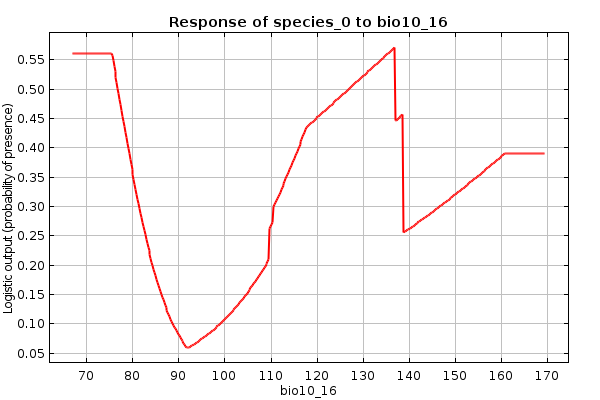 Response of species_0 to bio10_16
Logistic output (probability of presence)
0.55
0.50
0.45
0.40
0.35
0.30
0.25
0.20
0.15
0.10
0.05
70 80 90 100 110 120 130 140 150 160 170
bio10_16